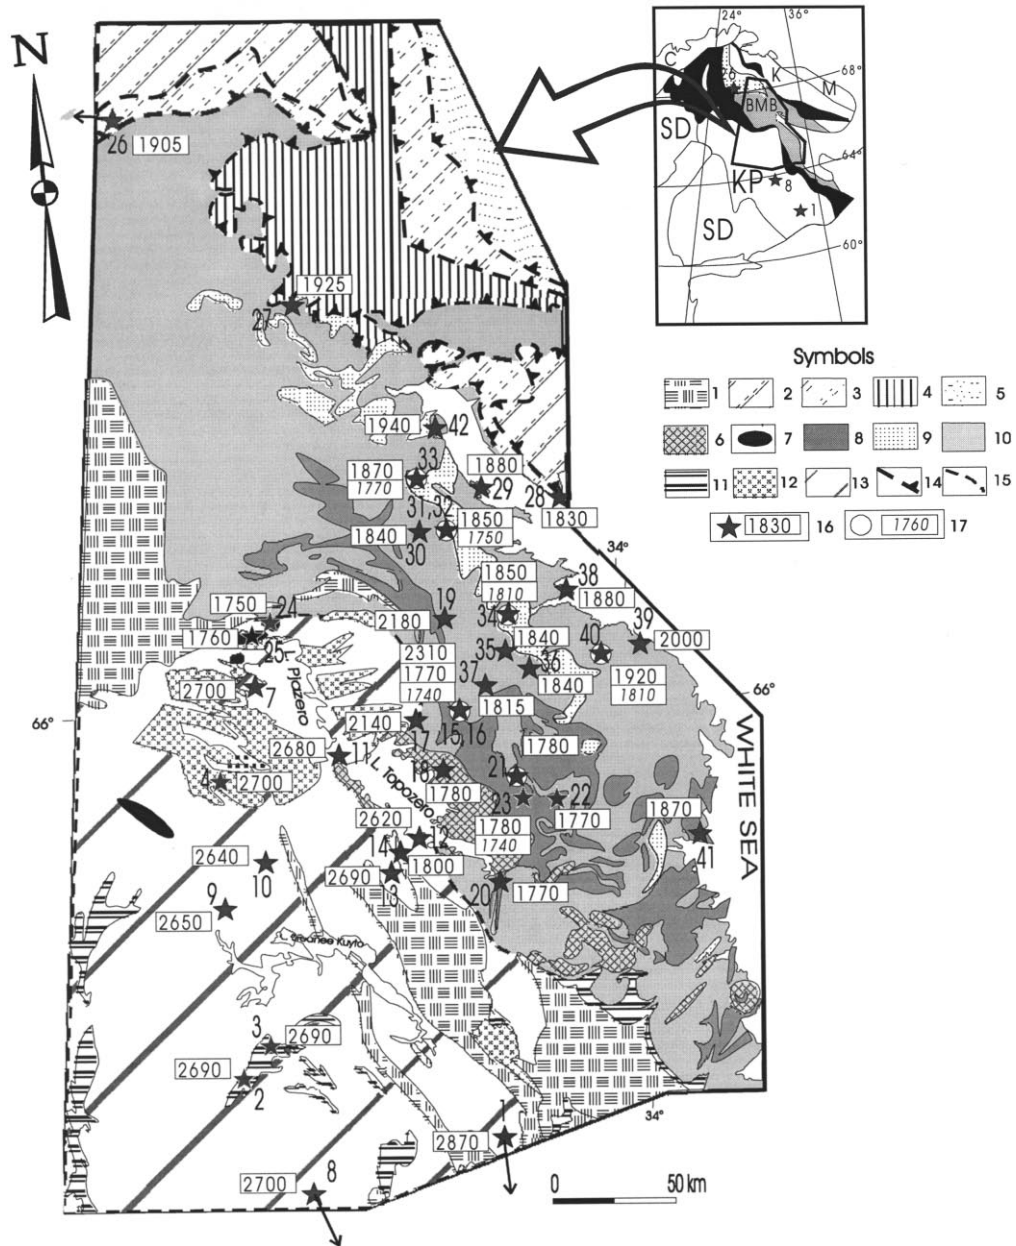 N
24°
36°
C
26
K
68°
M
BMB
SD
64°
KP
8
1
SD
60°
26 1905
1925
27
Symbols
1 2 3 4 5
6 7 8 9 10
11 12 13 14 15
1830 16 1760 17
1940 42
33
1870 1880
1770 29 28
31,32
1850 1830
1840 1750
30
34°
1850 38
1810 1880
1750 24 19
2180 34 39
1760 1840 40 2000
25 2310 35
L. Pjazero 1770 37 36 1920
1740 1840 1810
2700 7 1815
66°
66°
2140
17 15,16 1780
2680 11
L. Topozero 18 21
4 2700 1780
23 22
2620 1780 1770 1870
12 1740 41
14 1800
2640 2690 20 1770
10 13
WHITE SEA
9
2650
L. Srednee Kuyto
3
2690
2690
2
1
34°
2870
8
2700
0 50 km